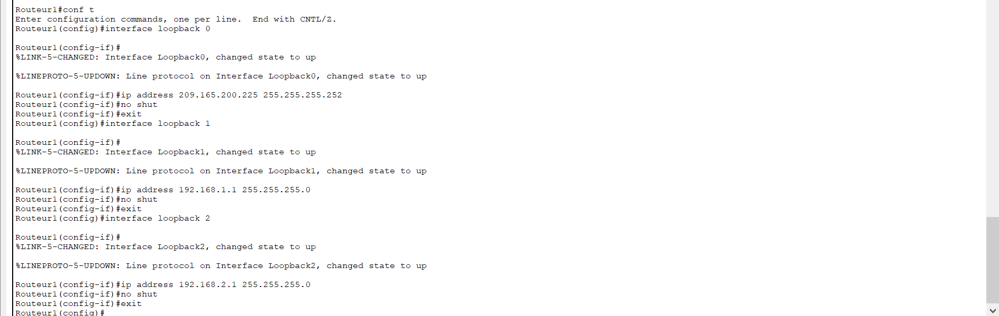 Routeur1#conf t
Enter configuration commands, one per line.  End with CNTL/Z.
Routeur1(config)#interface loopback 0
Routeur1(config-if)#
%LINK-5-CHANGED: Interface Loopback0, changed state to up
%LINEPROTO-5-UPDOWN: Line protocol on Interface Loopback0, changed state to up
Routeur1(config-if)#ip address 209.165.200.225 255.255.255.252
Routeur1(config-if)#no shut
Routeur1(config-if)#exit
Routeur1(config)#interface loopback 1
Routeur1(config-if)#
%LINK-5-CHANGED: Interface Loopback1, changed state to up
%LINEPROTO-5-UPDOWN: Line protocol on Interface Loopback1, changed state to up
Routeur1(config-if)#ip address 192.168.1.1 255.255.255.0
Routeur1(config-if)#no shut
Routeur1(config-if)#exit
Routeur1(config)#interface loopback 2
Routeur1(config-if)#
%LINK-5-CHANGED: Interface Loopback2, changed state to up
%LINEPROTO-5-UPDOWN: Line protocol on Interface Loopback2, changed state to up
Routeur1(config-if)#ip address 192.168.2.1 255.255.255.0
Routeur1(config-if)#no shut
Routeur1(config-if)#exit
Routeur1(config)#